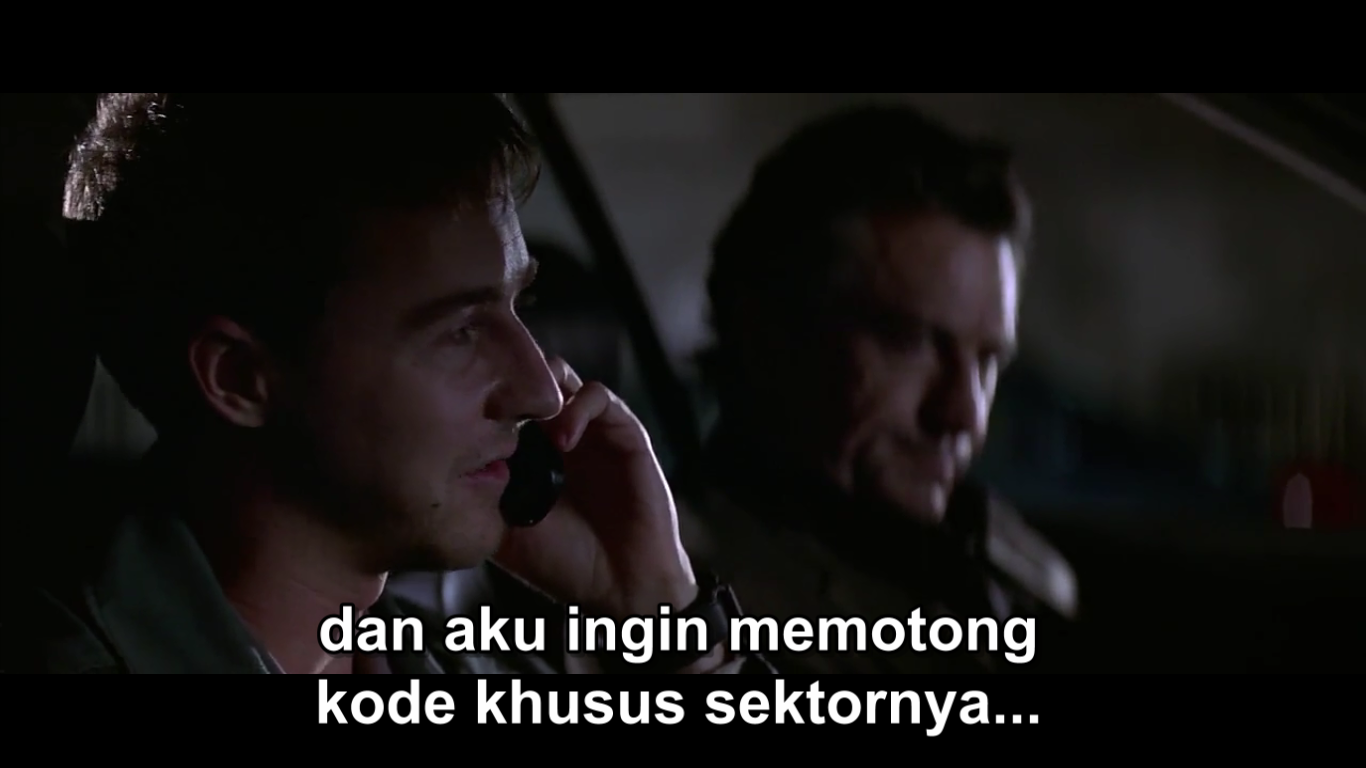 dan aku ingin memotong
kode khusus sektornya...